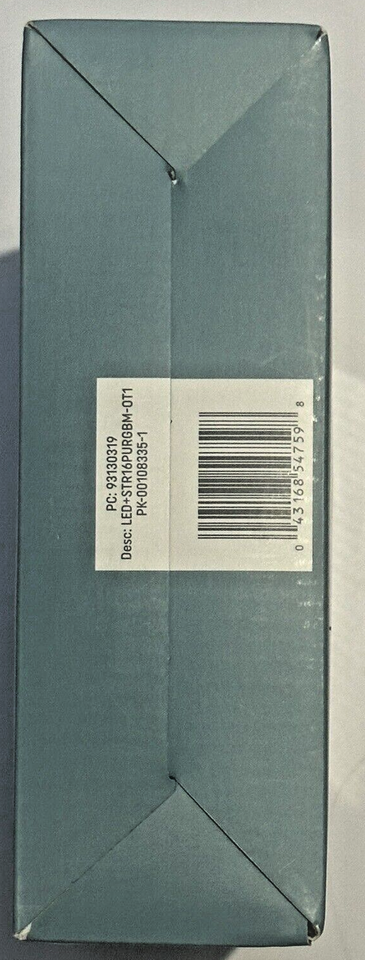 PC: 93130319
Desc: LED+STR16PURGBM-OT1
PK-00108335-1
0 43168 54759 8